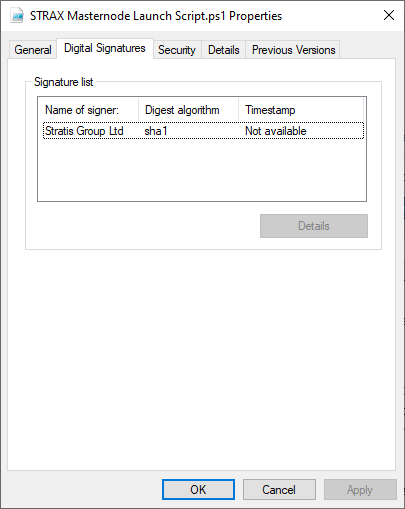 STRAX Masternode Launch Script.ps1 Properties
General Digital Signatures Security Details Previous Versions
Signature list
Name of signer: Digest algorithm Timestamp
Stratis Group Ltd sha1 Not available
Details
OK Cancel Apply